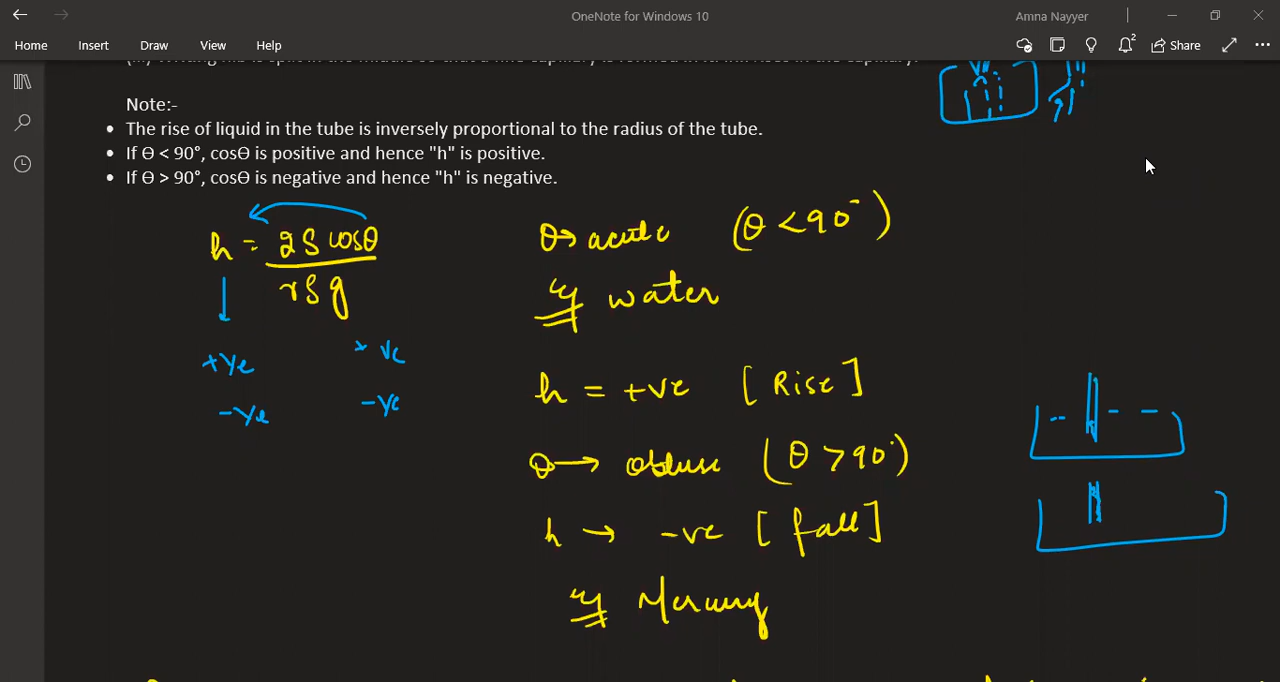 OneNote for Windows 10
Amna Nayyer
Home Insert Draw View Help
Share
Note:-
The rise of liquid in the tube is inversely proportional to the radius of the tube.
If Θ < 90°, cosΘ is positive and hence "h" is positive.
If Θ > 90°, cosΘ is negative and hence "h" is negative.
h = 2S cosθ / rρg
+ve +ve
-ve -ve
θ→ acute (θ < 90°)
eg water
h = +ve [Rise]
θ → obtuse (θ > 90°)
h → -ve [fall]
eg Mercury